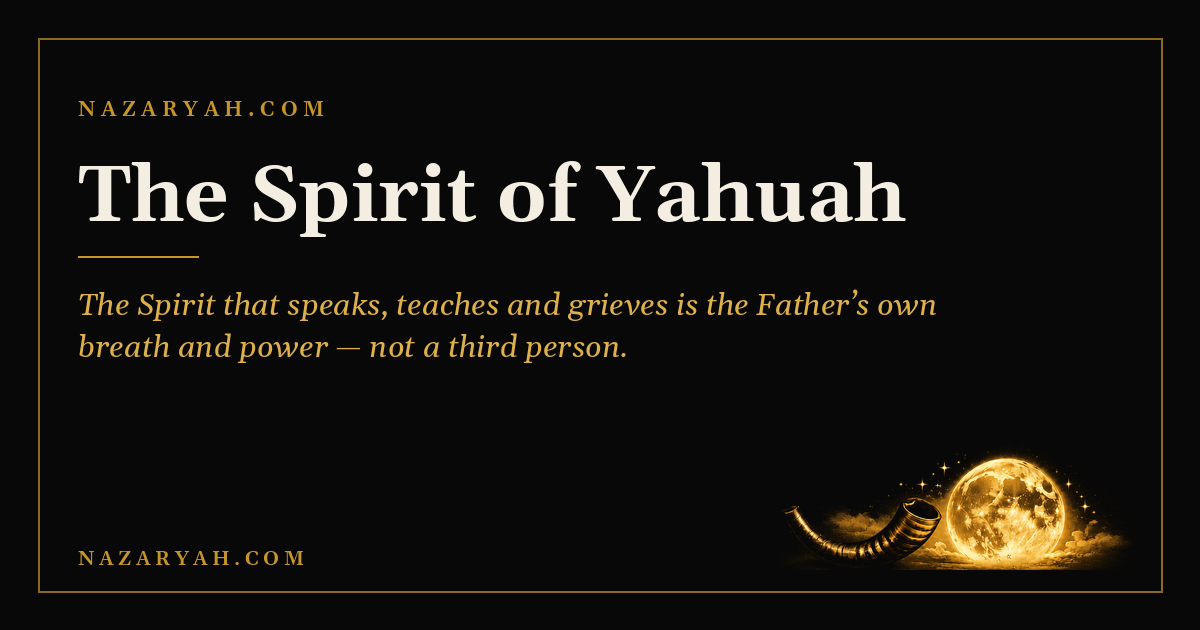 NAZARYAH.COM
The Spirit of Yahuah
The Spirit that speaks, teaches and grieves is the Father’s own
breath and power — not a third person.
NAZARYAH.COM